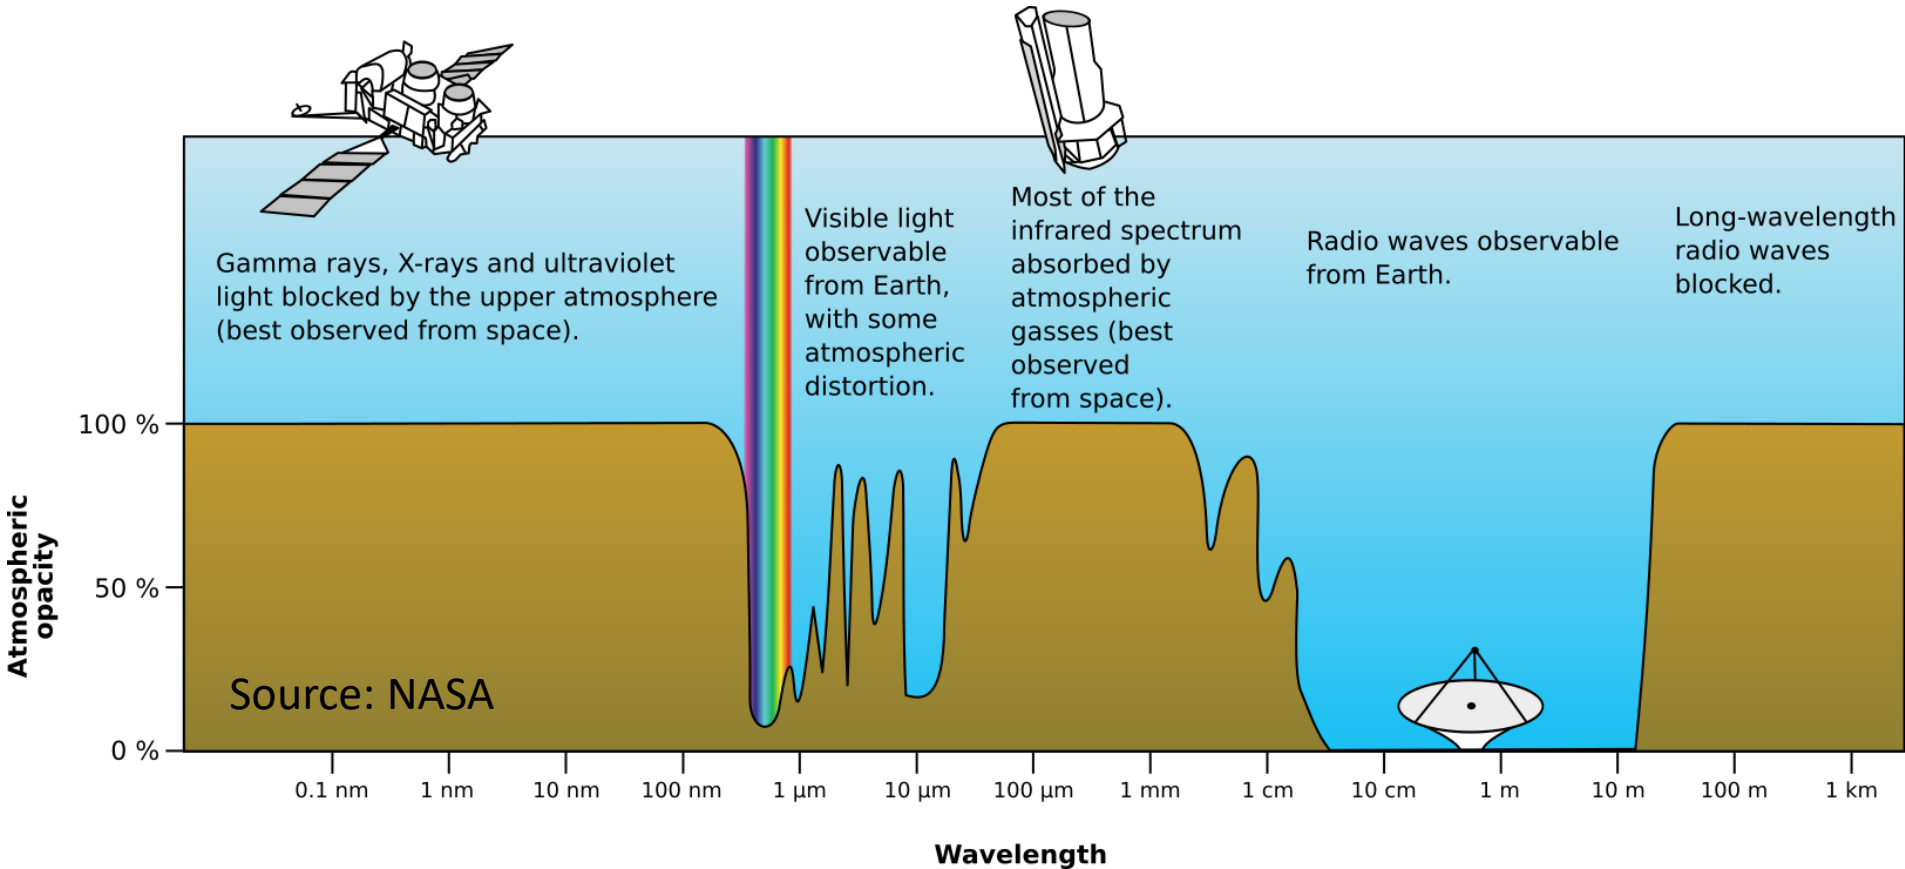 Gamma rays, X-rays and ultraviolet
light blocked by the upper atmosphere
(best observed from space).
Visible light
observable
from Earth,
with some
atmospheric
distortion.
Most of the
infrared spectrum
absorbed by
atmospheric
gasses (best
observed
from space).
Radio waves observable
from Earth.
Long-wavelength
radio waves
blocked.
Atmospheric
opacity
100 %
50 %
0 %
Source: NASA
0.1 nm
1 nm
10 nm
100 nm
1 μm
10 μm
100 μm
1 mm
1 cm
10 cm
1 m
10 m
100 m
1 km
Wavelength